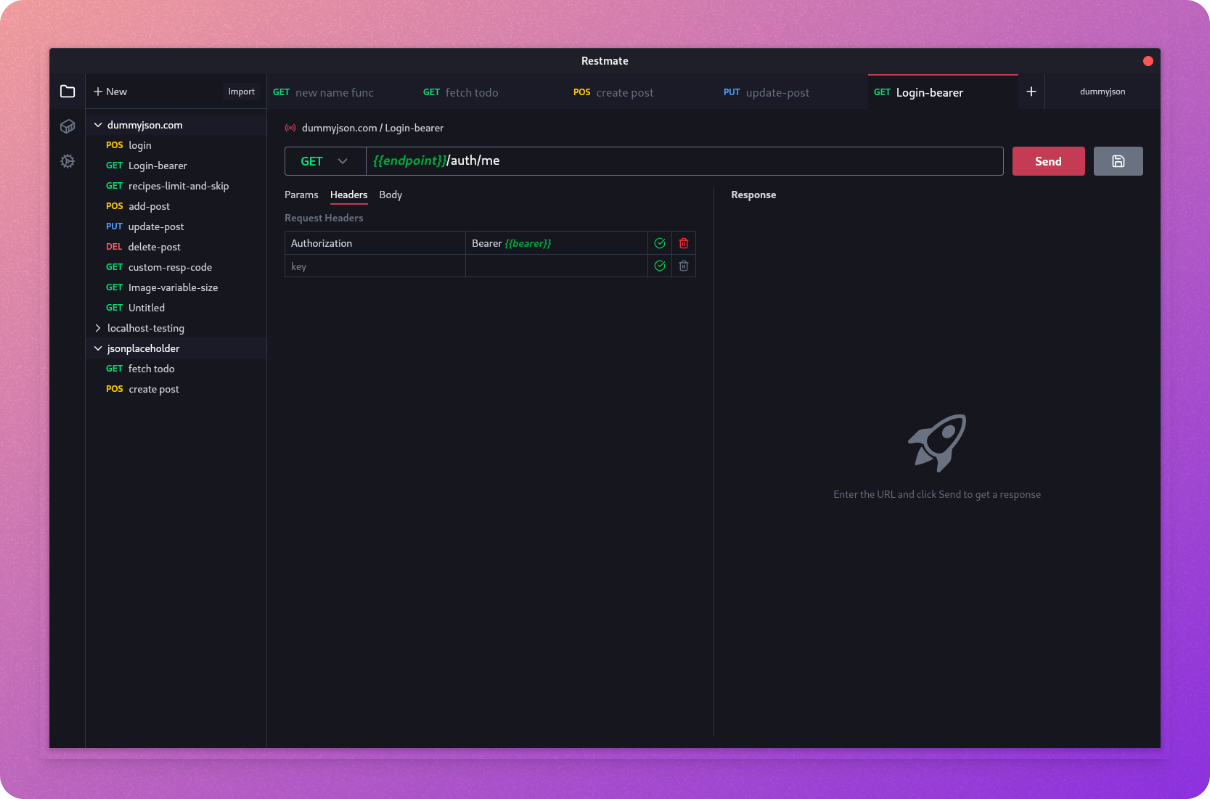 Restmate
+ New
Import
dummyjson.com
POS login
GET Login-bearer
GET recipes-limit-and-skip
POS add-post
PUT update-post
DEL delete-post
GET custom-resp-code
GET Image-variable-size
GET Untitled
localhost-testing
jsonplaceholder
GET fetch todo
POS create post
GET new name func
GET fetch todo
POS create post
PUT update-post
GET Login-bearer
+
dummyjson
dummyjson.com / Login-bearer
GET
{{endpoint}}/auth/me
Send
Params Headers Body
Request Headers
Authorization Bearer {{bearer}}
key
Response
Enter the URL and click Send to get a response